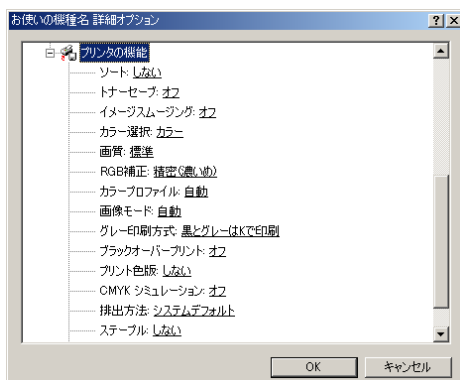 お使いの機種名 詳細オプション
プリンタの機能
ソート: しない
トナーセーブ: オフ
イメージスムージング: オフ
カラー選択: カラー
画質: 標準
RGB補正: 精密(濃いめ)
カラープロファイル: 自動
画像モード: 自動
グレー印刷方式: 黒とグレーはKで印刷
ブラックオーバープリント: オフ
プリント色版: しない
CMYK シミュレーション: オフ
排出方法: システムデフォルト
ステープル: しない
OK
キャンセル